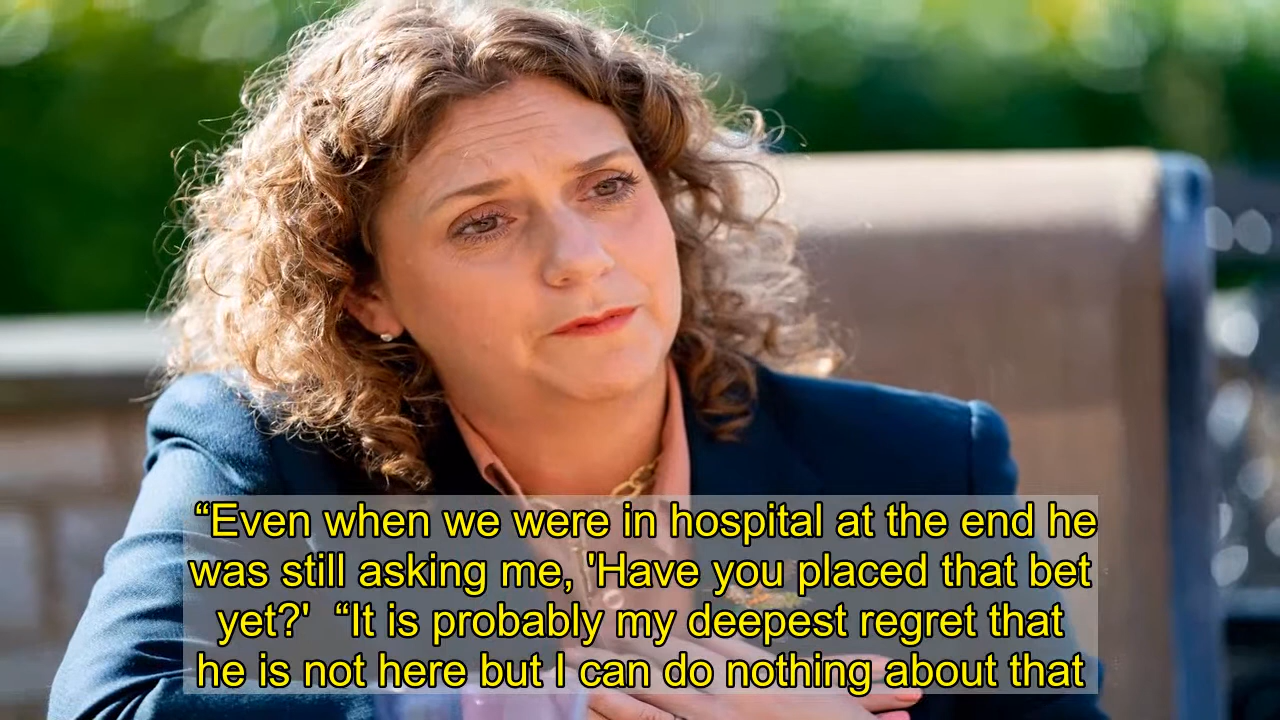 “Even when we were in hospital at the end he
was still asking me, 'Have you placed that bet
yet?'  “It is probably my deepest regret that
he is not here but I can do nothing about that